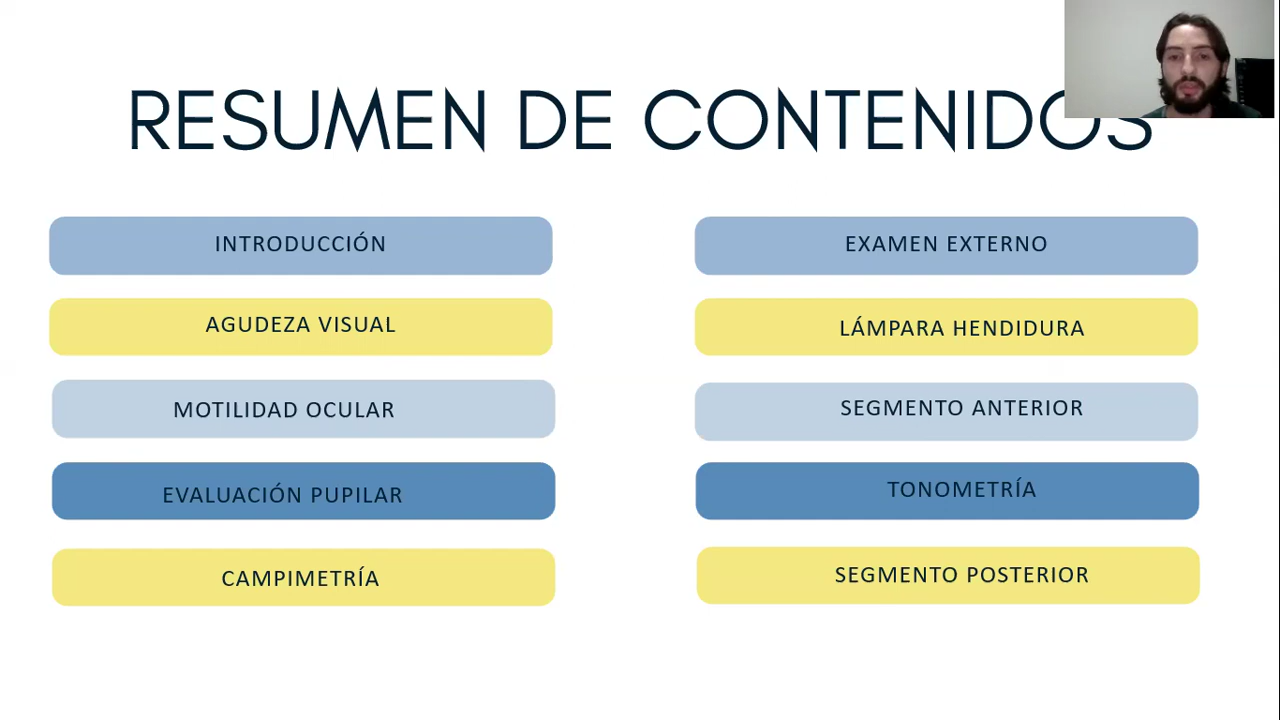 RESUMEN DE CONTENIDOS
INTRODUCCIÓN
AGUDEZA VISUAL
MOTILIDAD OCULAR
EVALUACIÓN PUPILAR
CAMPIMETRÍA
EXAMEN EXTERNO
LÁMPARA HENDIDURA
SEGMENTO ANTERIOR
TONOMETRÍA
SEGMENTO POSTERIOR